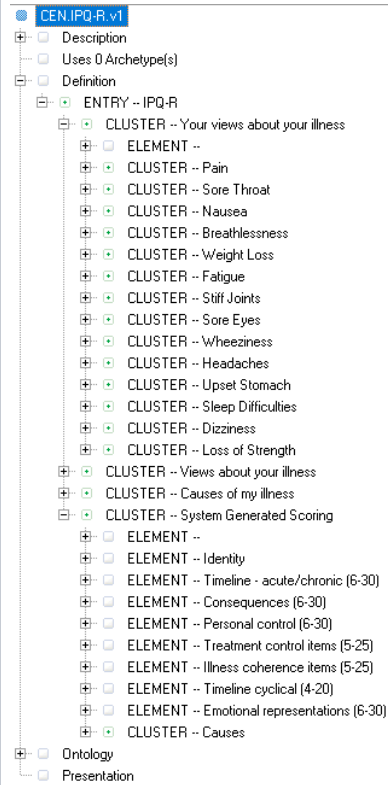 CEN.IPQ-R.v1
Description
Uses 0 Archetype(s)
Definition
ENTRY -- IPQ-R
CLUSTER -- Your views about your illness
ELEMENT --
CLUSTER -- Pain
CLUSTER -- Sore Throat
CLUSTER -- Nausea
CLUSTER -- Breathlessness
CLUSTER -- Weight Loss
CLUSTER -- Fatigue
CLUSTER -- Stiff Joints
CLUSTER -- Sore Eyes
CLUSTER -- Wheeziness
CLUSTER -- Headaches
CLUSTER -- Upset Stomach
CLUSTER -- Sleep Difficulties
CLUSTER -- Dizziness
CLUSTER -- Loss of Strength
CLUSTER -- Views about your illness
CLUSTER -- Causes of my illness
CLUSTER -- System Generated Scoring
ELEMENT --
ELEMENT -- Identity
ELEMENT -- Timeline - acute/chronic (6-30)
ELEMENT -- Consequences (6-30)
ELEMENT -- Personal control (6-30)
ELEMENT -- Treatment control items (5-25)
ELEMENT -- Illness coherence items (5-25)
ELEMENT -- Timeline cyclical (4-20)
ELEMENT -- Emotional representations (6-30)
CLUSTER -- Causes
Ontology
Presentation